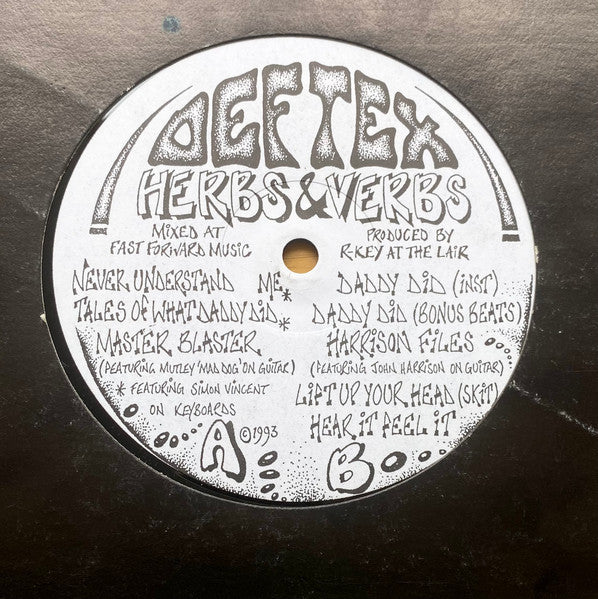 DEFTEX
HERBS & VERBS
MIXED AT
FAST FORWARD MUSIC
NEVER UNDERSTAND ME *
TALES OF WHAT DADDY DID *
MASTER BLASTER
(FEATURING MUTLEY 'MAD DOG' ON GUITAR)
* FEATURING SIMON VINCENT
ON KEYBOARDS
A ©1993
PRODUCED BY
R-KEY AT THE LAIR
DADDY DID (INST)
DADDY DID (BONUS BEATS)
HARRISON FILES
(FEATURING JOHN HARRISON ON GUITAR)
LIFT UP YOUR HEAD (SKIT)
HEAR IT FEEL IT
B